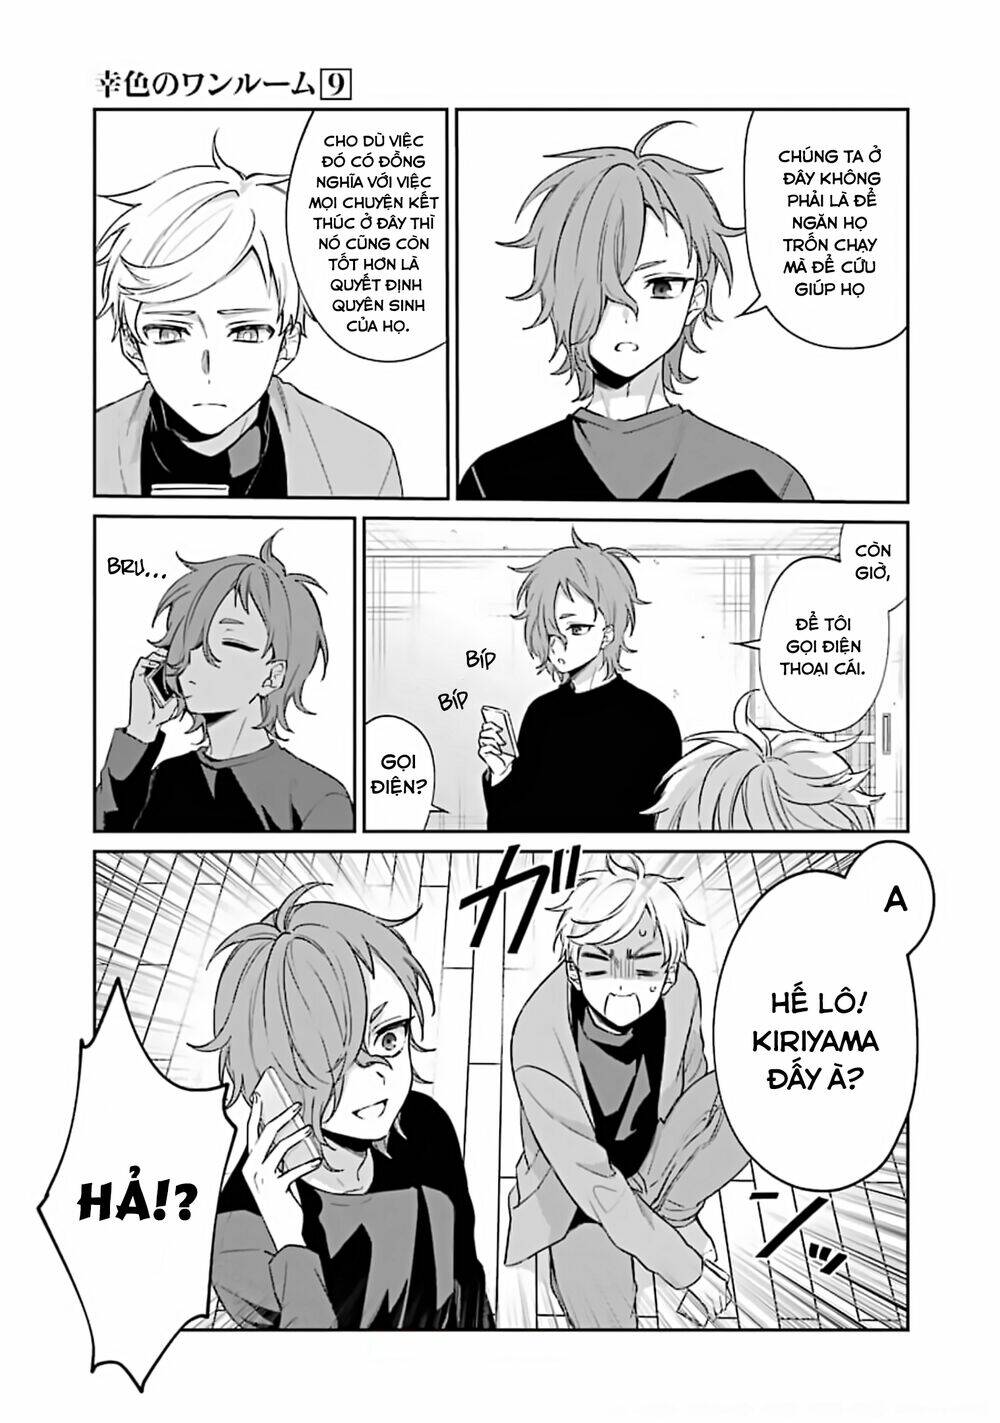 幸色のワンルーム9
CHÚNG TA Ở
ĐÂY KHÔNG
PHẢI LÀ ĐỂ
NGĂN HỌ
TRỐN CHẠY
MÀ ĐỂ CỨU
GIÚP HỌ
CHO DÙ VIỆC
ĐÓ CÓ ĐỒNG
NGHĨA VỚI VIỆC
MỌI CHUYỆN KẾT
THÚC Ở ĐÂY THÌ
NÓ CŨNG CÒN
TỐT HƠN LÀ
QUYẾT ĐỊNH
QUYÊN SINH
CỦA HỌ.
CÒN
GIỜ,
ĐỂ TÔI
GỌI ĐIỆN
THOẠI CÁI.
BÍP
BÍP
GỌI
ĐIỆN?
BRU...
A
HẾ LÔ!
KIRIYAMA
ĐẤY À?
ガ"
ンッ
HẢ!?